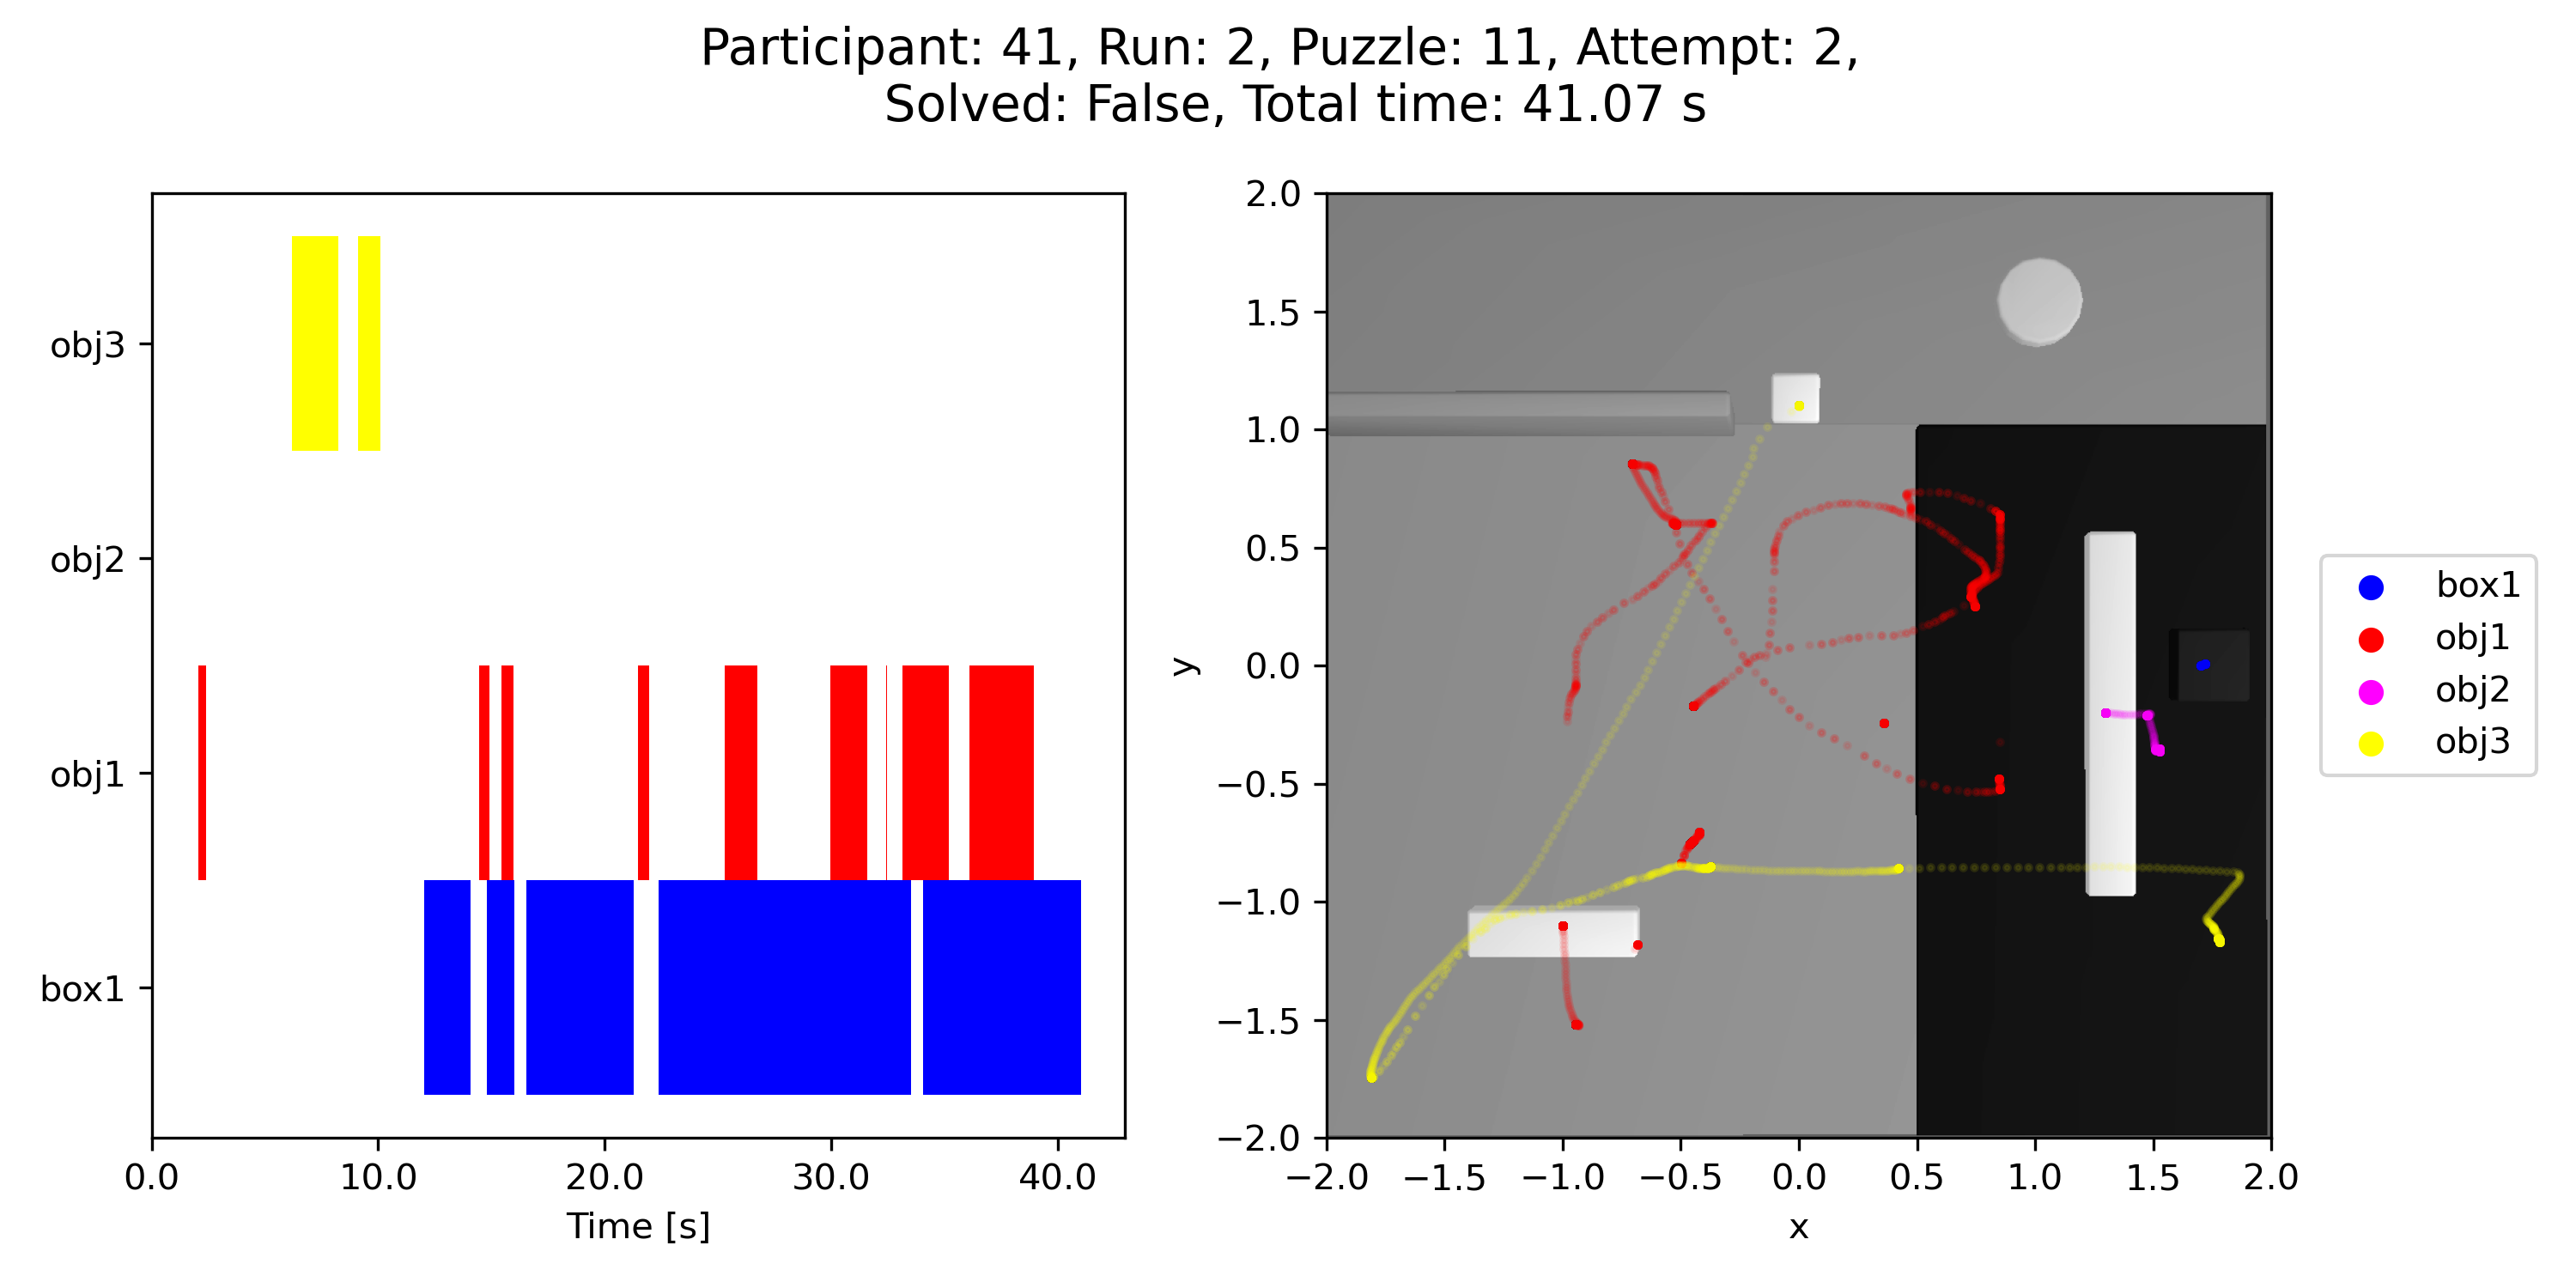 Participant: 41, Run: 2, Puzzle: 11, Attempt: 2,
Solved: False, Total time: 41.07 s
obj3
obj2
obj1
box1
0.0 10.0 20.0 30.0 40.0
Time [s]
2.0
1.5
1.0
0.5
0.0
−0.5
−1.0
−1.5
−2.0
y
−2.0 −1.5 −1.0 −0.5 0.0 0.5 1.0 1.5 2.0
x
box1
obj1
obj2
obj3